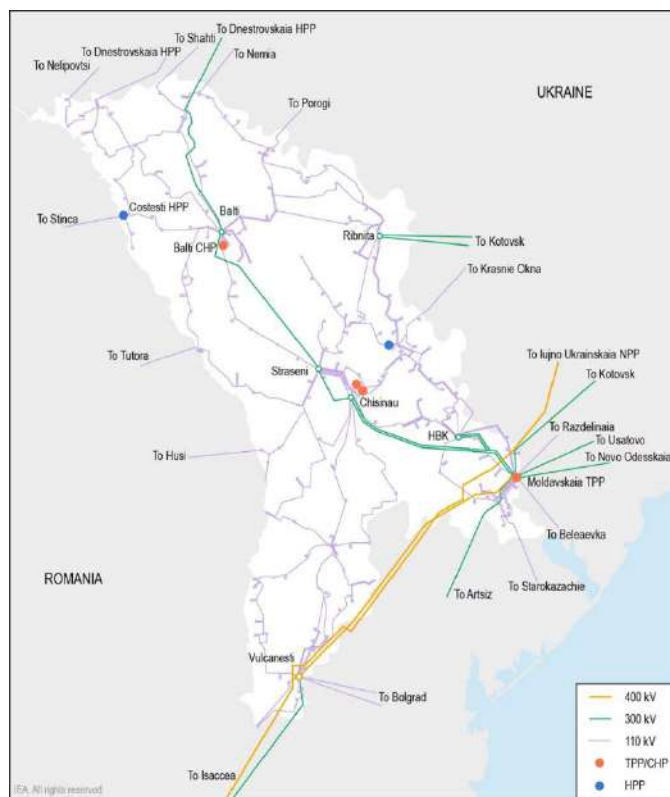 To Shahti
To Dnestrovskaia HPP
To Dnestrovskaia HPP
To Nemia
To Nelipovtsi
UKRAINE
To Porogi
Costesti HPP
Balti
To Stinca
Ribnita
To Kotovsk
Balti CHP
To Krasnie Okna
To Tutora
To Iujno Ukrainskaia NPP
Straseni
To Kotovsk
Chisinau
To Razdelinaia
HBK
To Usatovo
To Husi
To Novo Odesskaia
Moldavskaia TPP
To Beleaevka
ROMANIA
To Starokazachie
To Artsiz
Vulcanesti
To Bolgrad
400 kV
300 kV
110 kV
To Isaccea
TPP/CHP
IEA. All rights reserved
HPP